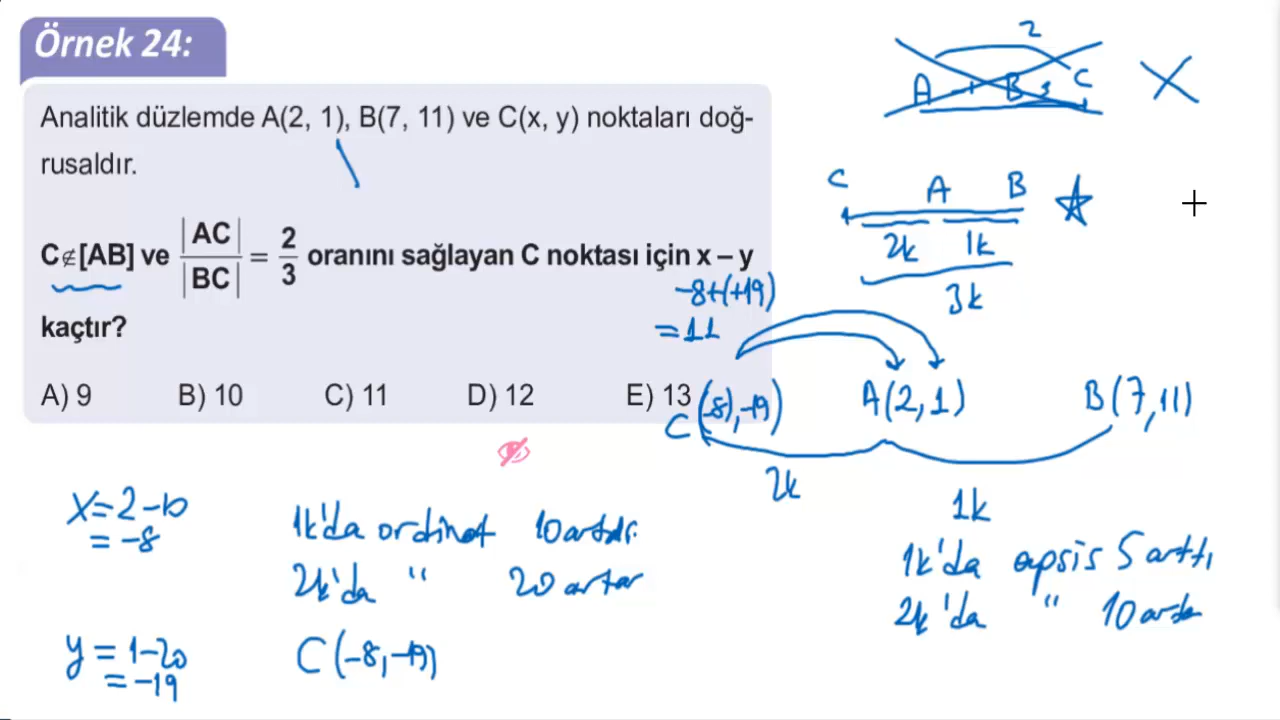 Örnek 24:
Analitik düzlemde A(2, 1), B(7, 11) ve C(x, y) noktaları doğ-
rusaldır.
C∉[AB] ve |AC| / |BC| = 2/3 oranını sağlayan C noktası için x – y
kaçtır?
A) 9 B) 10 C) 11 D) 12 E) 13
2
A B C
C A B
2k 1k
3k
-8+(+19)
= 11
C(-8),-19) A(2,1) B(7,11)
2k 1k
x=2-10
= -8
1k'da ordinat 10 arttı.
2k'da " 20 artar
y = 1-20
= -19
C(-8,-19)
1k'da apsis 5 arttı
2k'da " 10 artar